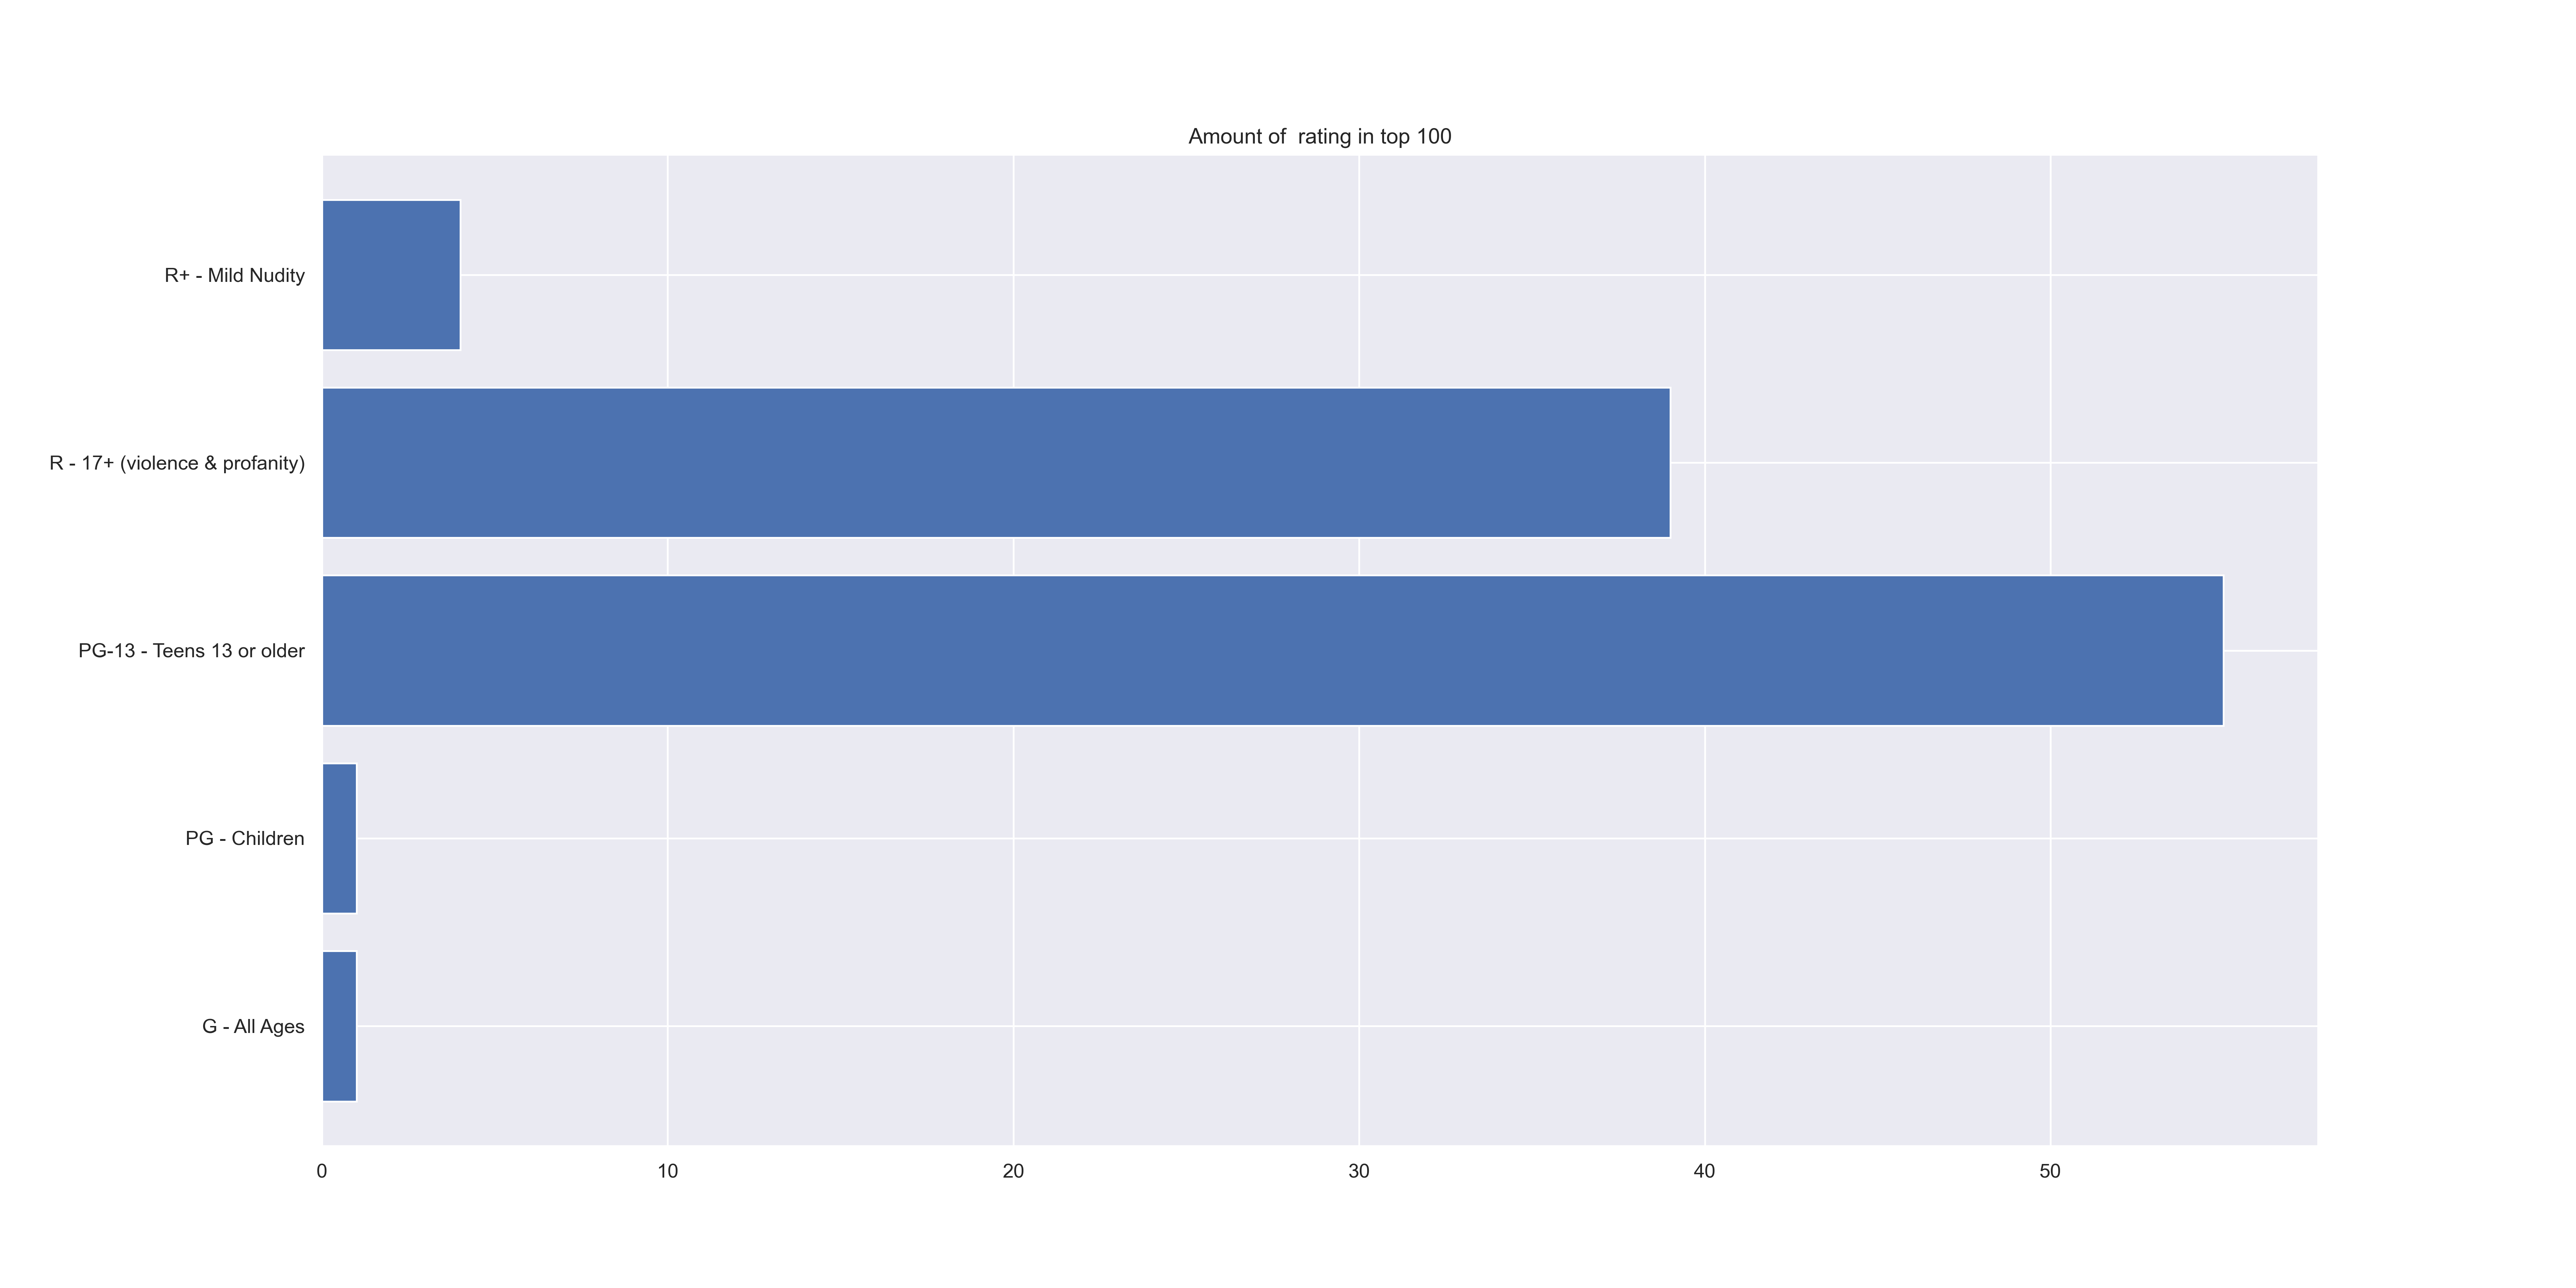 Amount of  rating in top 100
R+ - Mild Nudity
R - 17+ (violence & profanity)
PG-13 - Teens 13 or older
PG - Children
G - All Ages
0 10 20 30 40 50